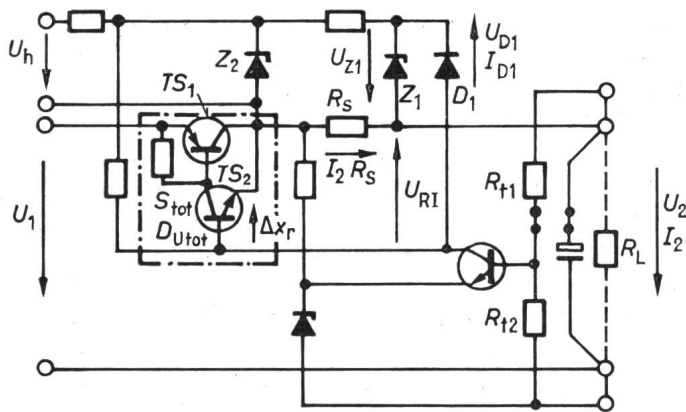 U_h
TS_1
Z_2
U_Z1
Z_1
D_1
U_D1
I_D1
R_S
I_2 R_S
TS_2
S_tot
D_Utot
Δx_r
U_RI
U_1
R_t1
R_t2
R_L
U_2
I_2